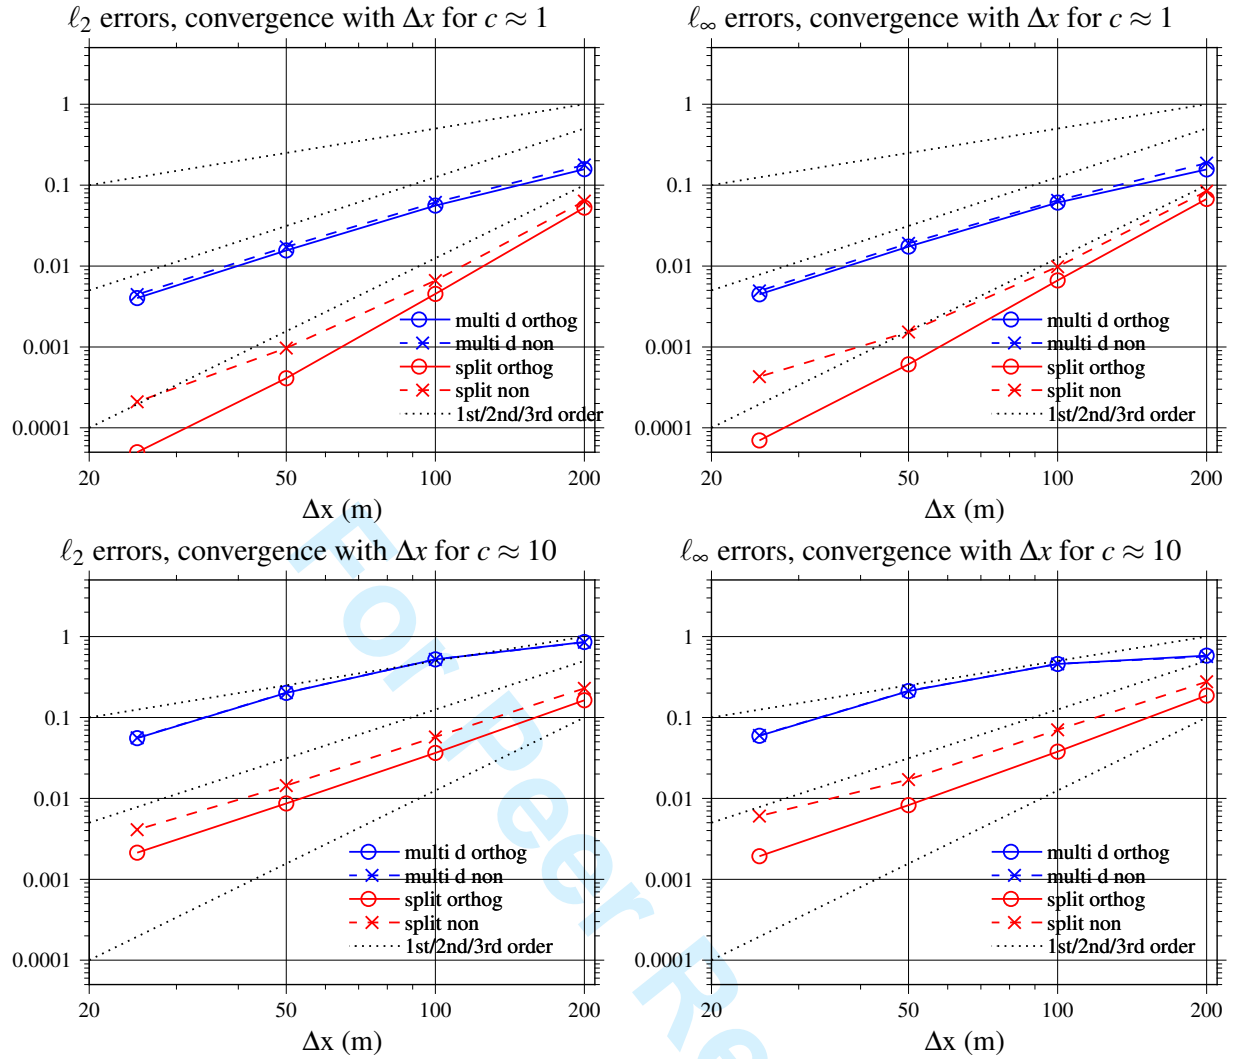 ℓ2 errors, convergence with Δx for c ≈ 1
1
0.1
0.01
0.001
0.0001
20
50
100
200
Δx (m)
multi d orthog
multi d non
split orthog
split non
1st/2nd/3rd order
ℓ∞ errors, convergence with Δx for c ≈ 1
1
0.1
0.01
0.001
0.0001
20
50
100
200
Δx (m)
multi d orthog
multi d non
split orthog
split non
1st/2nd/3rd order
ℓ2 errors, convergence with Δx for c ≈ 10
1
0.1
0.01
0.001
0.0001
20
50
100
200
Δx (m)
multi d orthog
multi d non
split orthog
split non
1st/2nd/3rd order
ℓ∞ errors, convergence with Δx for c ≈ 10
1
0.1
0.01
0.001
0.0001
20
50
100
200
Δx (m)
multi d orthog
multi d non
split orthog
split non
1st/2nd/3rd order
For Peer Re